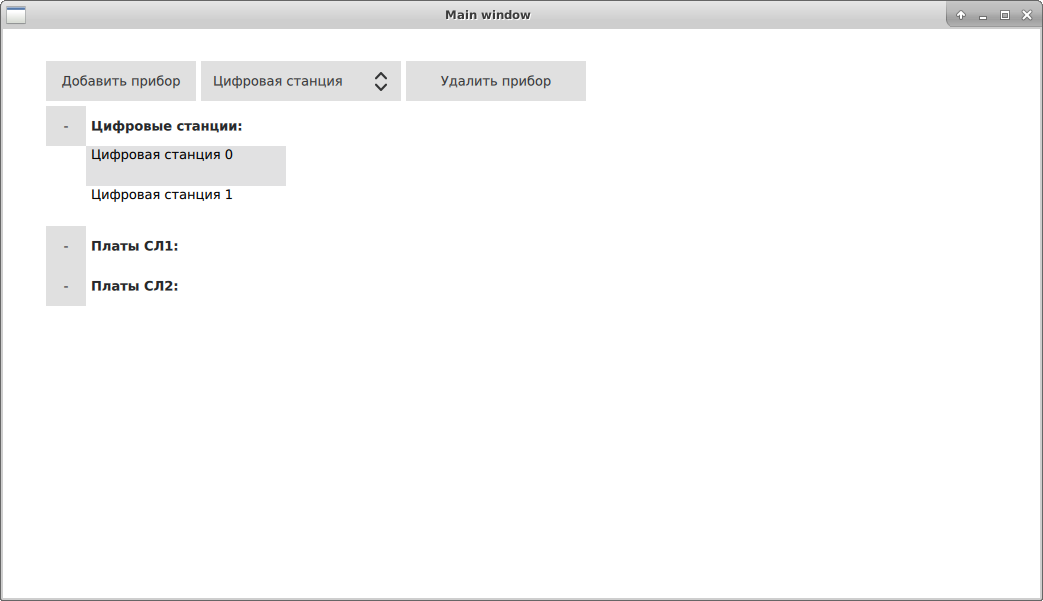 Main window
Добавить прибор Цифровая станция Удалить прибор
- Цифровые станции:
Цифровая станция 0
Цифровая станция 1
- Платы СЛ1:
- Платы СЛ2: